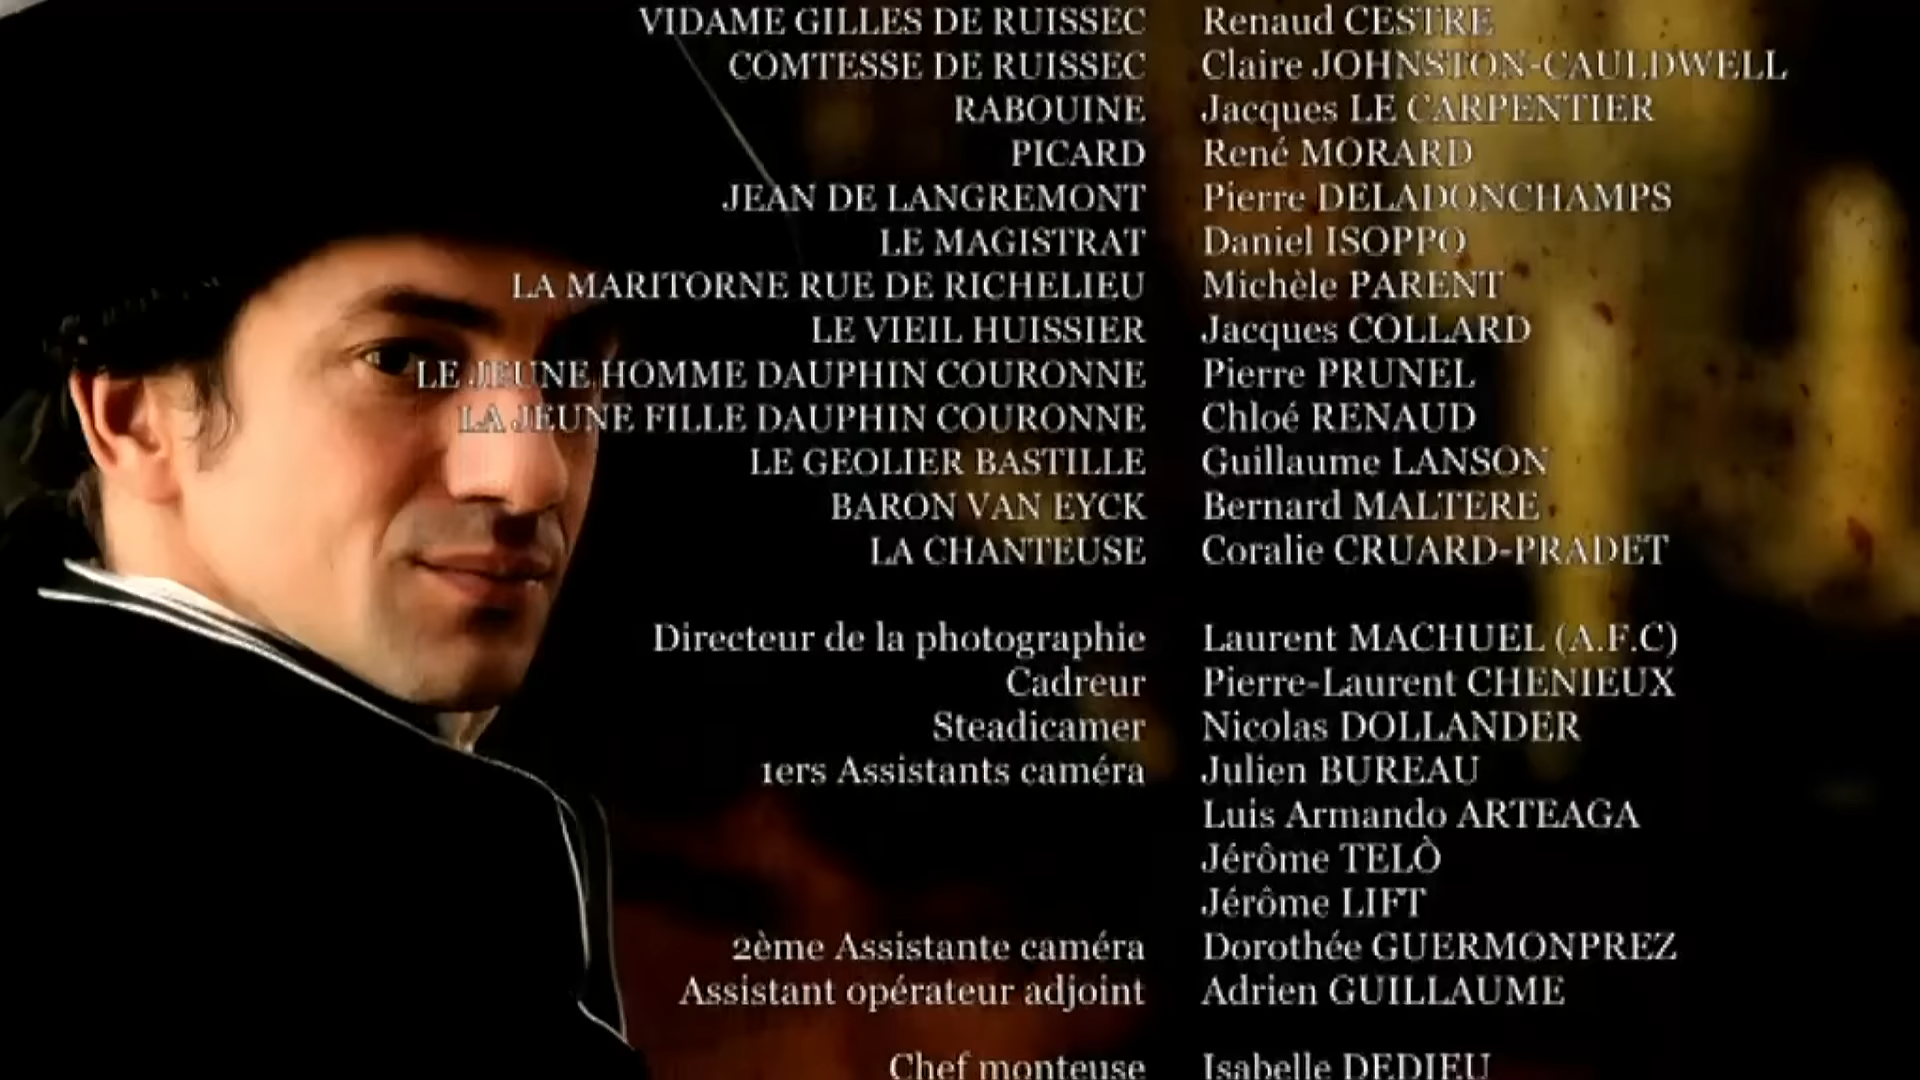 VIDAME GILLES DE RUISSEC Renaud CESTRE
COMTESSE DE RUISSEC Claire JOHNSTON-CAULDWELL
RABOUINE Jacques LE CARPENTIER
PICARD René MORARD
JEAN DE LANGREMONT Pierre DELADONCHAMPS
LE MAGISTRAT Daniel ISOPPO
LA MARITORNE RUE DE RICHELIEU Michèle PARENT
LE VIEIL HUISSIER Jacques COLLARD
LE JEUNE HOMME DAUPHIN COURONNE Pierre PRUNEL
LA JEUNE FILLE DAUPHIN COURONNE Chloé RENAUD
LE GEOLIER BASTILLE Guillaume LANSON
BARON VAN EYCK Bernard MALTERE
LA CHANTEUSE Coralie CRUARD-PRADET
Directeur de la photographie Laurent MACHUEL (A.F.C)
Cadreur Pierre-Laurent CHENIEUX
Steadicamer Nicolas DOLLANDER
1ers Assistants caméra Julien BUREAU
Luis Armando ARTEAGA
Jérôme TELÒ
Jérôme LIFT
2ème Assistante caméra Dorothée GUERMONPREZ
Assistant opérateur adjoint Adrien GUILLAUME
Chef monteuse Isabelle DEDIEU